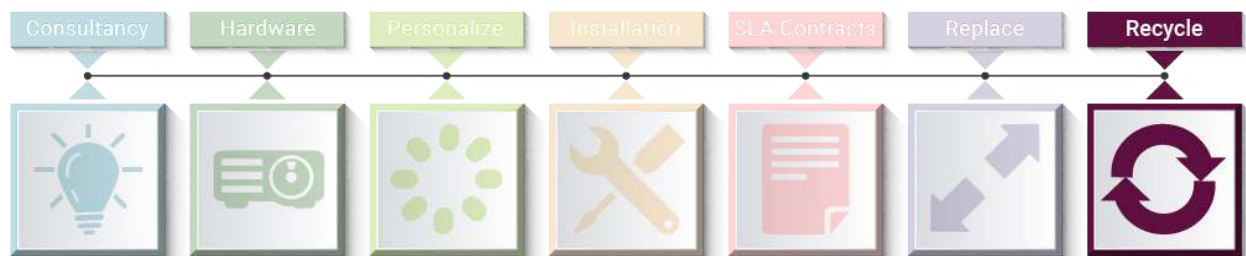 Consultancy
Hardware
Personalize
Installation
SLA Contracts
Replace
Recycle